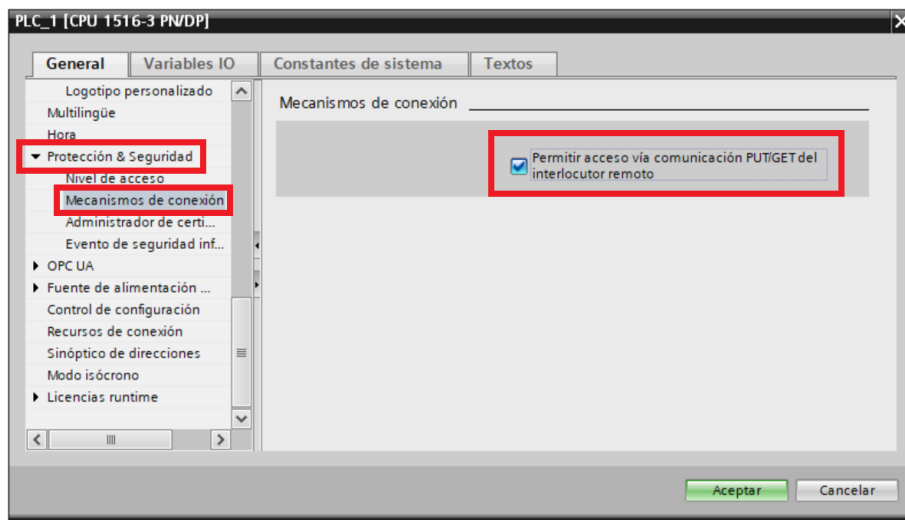 PLC_1 [CPU 1516-3 PN/DP]
General
Variables IO
Constantes de sistema
Textos
Logotipo personalizado
Multilingüe
Hora
Protección & Seguridad
Nivel de acceso
Mecanismos de conexión
Administrador de certi...
Evento de seguridad inf...
OPC UA
Fuente de alimentación ...
Control de configuración
Recursos de conexión
Sinóptico de direcciones
Modo isócrono
Licencias runtime
Mecanismos de conexión
Permitir acceso vía comunicación PUT/GET del
interlocutor remoto
Aceptar
Cancelar